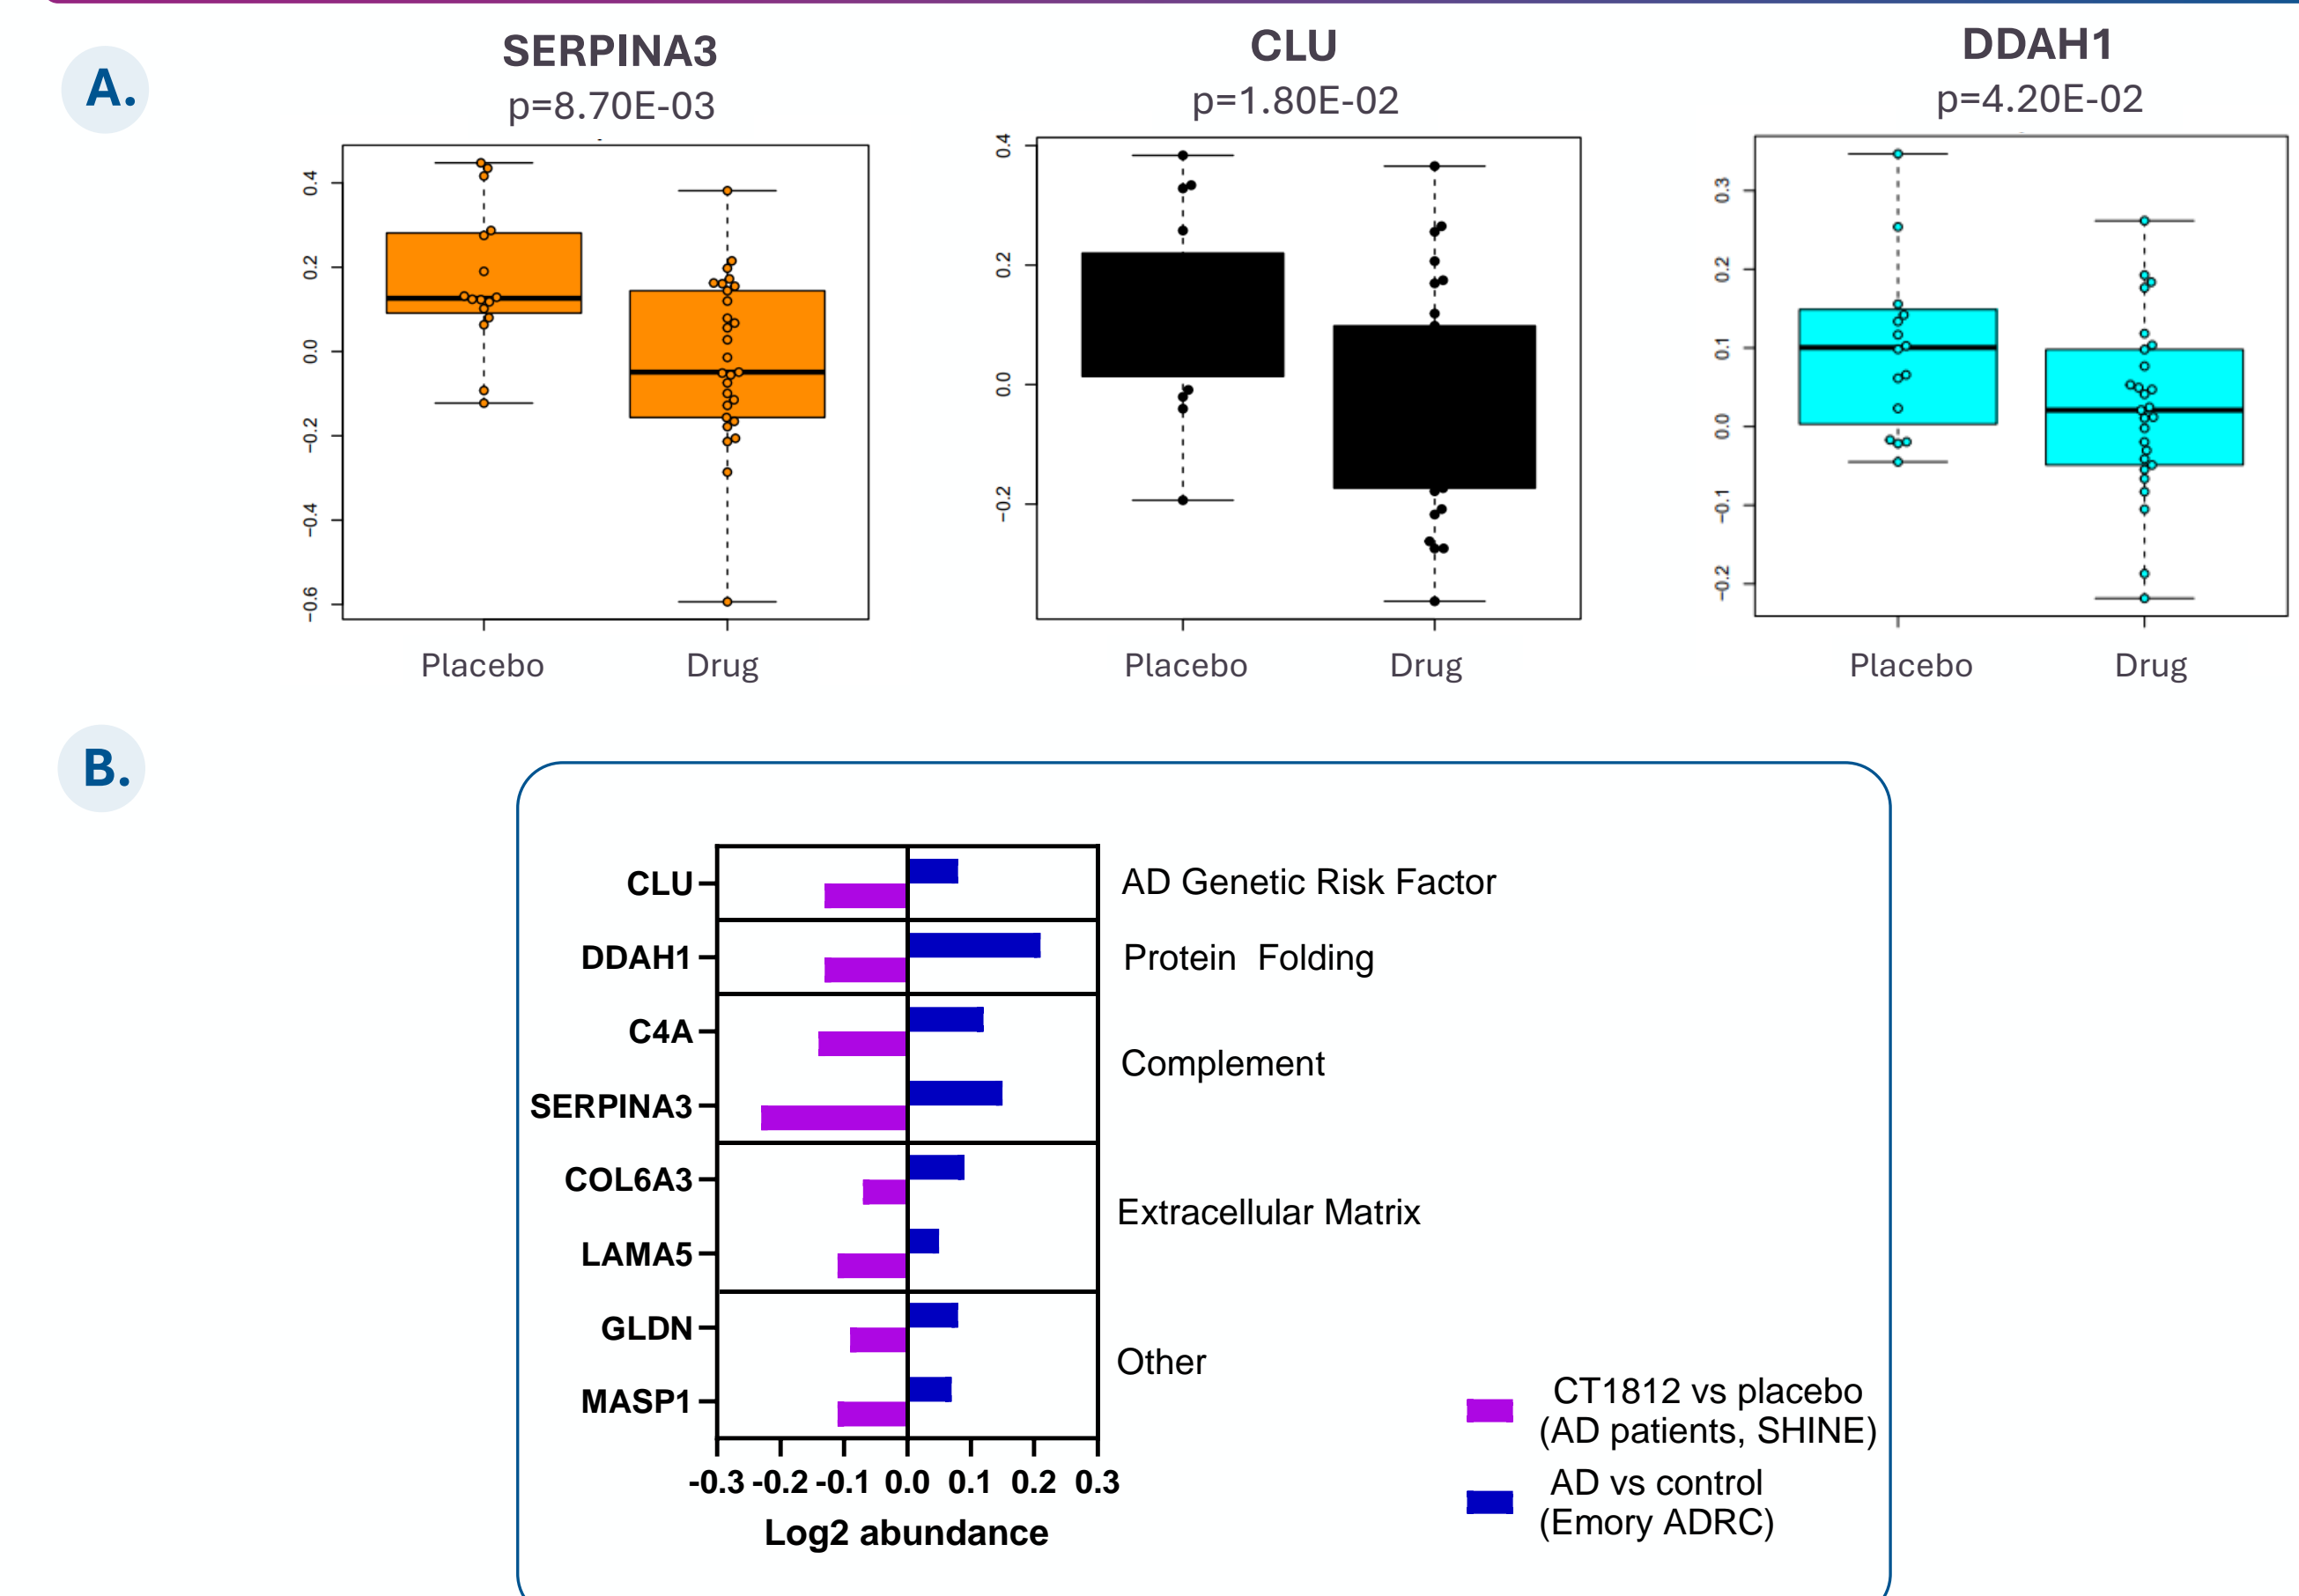 A.
SERPINA3
p=8.70E-03
0.4
0.2
0.0
−0.2
−0.4
−0.6
Placebo
Drug
CLU
p=1.80E-02
0.4
0.2
0.0
−0.2
Placebo
Drug
DDAH1
p=4.20E-02
0.3
0.2
0.1
0.0
−0.1
−0.2
Placebo
Drug
B.
CLU
AD Genetic Risk Factor
DDAH1
Protein Folding
C4A
Complement
SERPINA3
COL6A3
Extracellular Matrix
LAMA5
GLDN
Other
MASP1
-0.3 -0.2 -0.1 0.0 0.1 0.2 0.3
Log2 abundance
CT1812 vs placebo
(AD patients, SHINE)
AD vs control
(Emory ADRC)